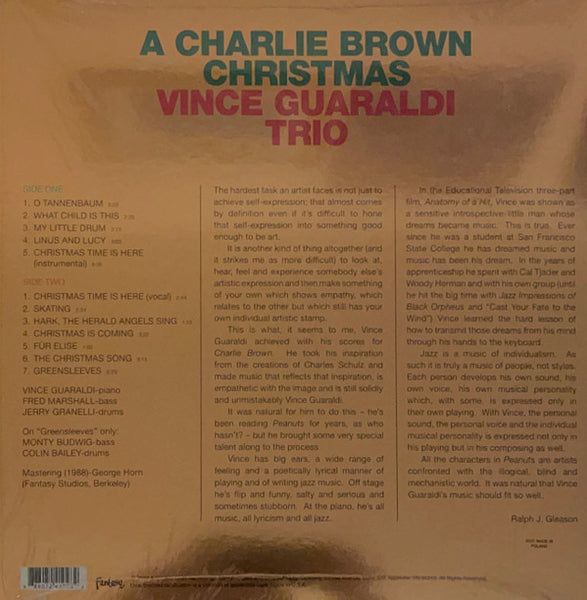 A CHARLIE BROWN
CHRISTMAS
VINCE GUARALDI
TRIO
SIDE ONE
1. O TANNENBAUM
2. WHAT CHILD IS THIS
3. MY LITTLE DRUM
4. LINUS AND LUCY
5. CHRISTMAS TIME IS HERE
(instrumental)
SIDE TWO
1. CHRISTMAS TIME IS HERE (vocal)
2. SKATING
3. HARK, THE HERALD ANGELS SING
4. CHRISTMAS IS COMING
5. FUR ELISE
6. THE CHRISTMAS SONG
7. GREENSLEEVES
VINCE GUARALDI-piano
FRED MARSHALL-bass
JERRY GRANELLI-drums
On "Greensleeves" only:
MONTY BUDWIG-bass
COLIN BAILEY-drums
Mastering (1988)-George Horn
(Fantasy Studios, Berkeley)
The hardest task an artist faces is not just to
achieve self-expression; that almost comes
by definition even if it's difficult to hone
that self-expression into something good
enough to be art.
It is another kind of thing altogether (and
it strikes me as more difficult) to look at,
hear, feel and experience somebody else's
artistic expression and then make something
of your own which shows empathy, which
relates to the other but which still has your
own individual artistic stamp.
This is what, it seems to me, Vince
Guaraldi achieved with his scores for
Charlie Brown. He took his inspiration
from the creations of Charles Schulz and
made music that reflects that inspiration, is
empathetic with the image and is still solidly
and unmistakably Vince Guaraldi.
It was natural for him to do this – he's
been reading Peanuts for years, as who
hasn't? – but he brought some very special
talent along to the process.
Vince has big ears, a wide range of
feeling and a poetically lyrical manner of
playing and of writing jazz music. Off stage
he's flip and funny, salty and serious and
sometimes stubborn. At the piano, he's all
music, all lyricism and all jazz.
In the Educational Television three-part
film, Anatomy of a Hit, Vince was shown as
a sensitive introspective little man whose
dreams became music. This is true. Ever
since he was a student at San Francisco
State College he has dreamed music and
music has been his dream. In the years of
apprenticeship he spent with Cal Tjader and
Woody Herman and with his own group (until
he hit the big time with Jazz Impressions of
Black Orpheus and "Cast Your Fate to the
Wind") Vince learned the hard lesson of
how to transmit those dreams from his mind
through his hands to the keyboard.
Jazz is a music of individualism. As
such it is truly a music of people, not styles.
Each person develops his own sound, his
own voice, his own musical personality
which, with some, is expressed only in
their own playing. With Vince, the personal
sound, the personal voice and the individual
musical personality is expressed not only in
his playing but in his composing as well.
All the characters in Peanuts are artists
confronted with the illogical, blind and
mechanistic world. It was natural that Vince
Guaraldi's music should fit so well.
Ralph J. Gleason
MADE IN
POLAND
Fantasy